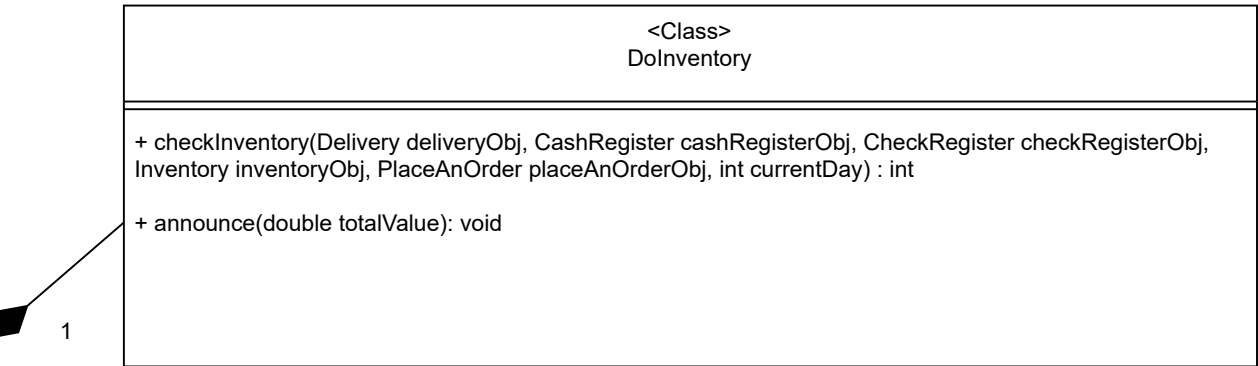 <Class>
DoInventory
+ checkInventory(Delivery deliveryObj, CashRegister cashRegisterObj, CheckRegister checkRegisterObj,
Inventory inventoryObj, PlaceAnOrder placeAnOrderObj, int currentDay) : int
+ announce(double totalValue): void
1